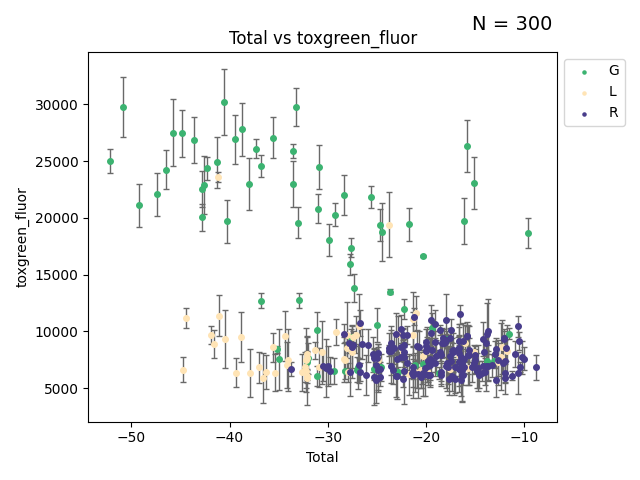 N = 300
Total vs toxgreen_fluor
G
L
R
30000
25000
20000
15000
10000
5000
toxgreen_fluor
−50
−40
−30
−20
−10
Total